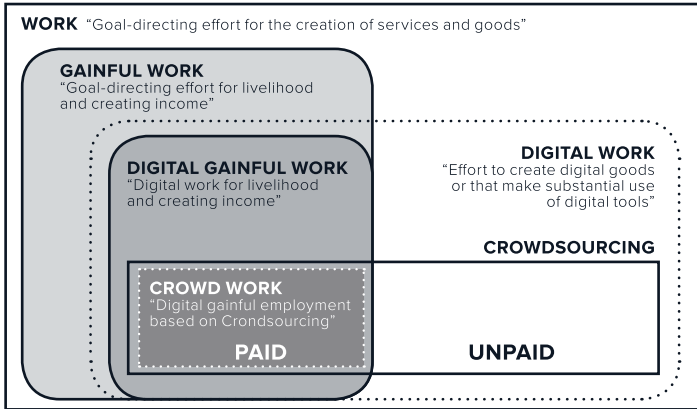 WORK “Goal-directing effort for the creation of services and goods”
GAINFUL WORK
“Goal-directing effort for livelihood
and creating income”
DIGITAL GAINFUL WORK
“Digital work for livelihood
and creating income”
DIGITAL WORK
“Effort to create digital goods
or that make substantial use
of digital tools”
CROWDSOURCING
CROWD WORK
“Digital gainful employment
based on Crondsourcing”
PAID
UNPAID